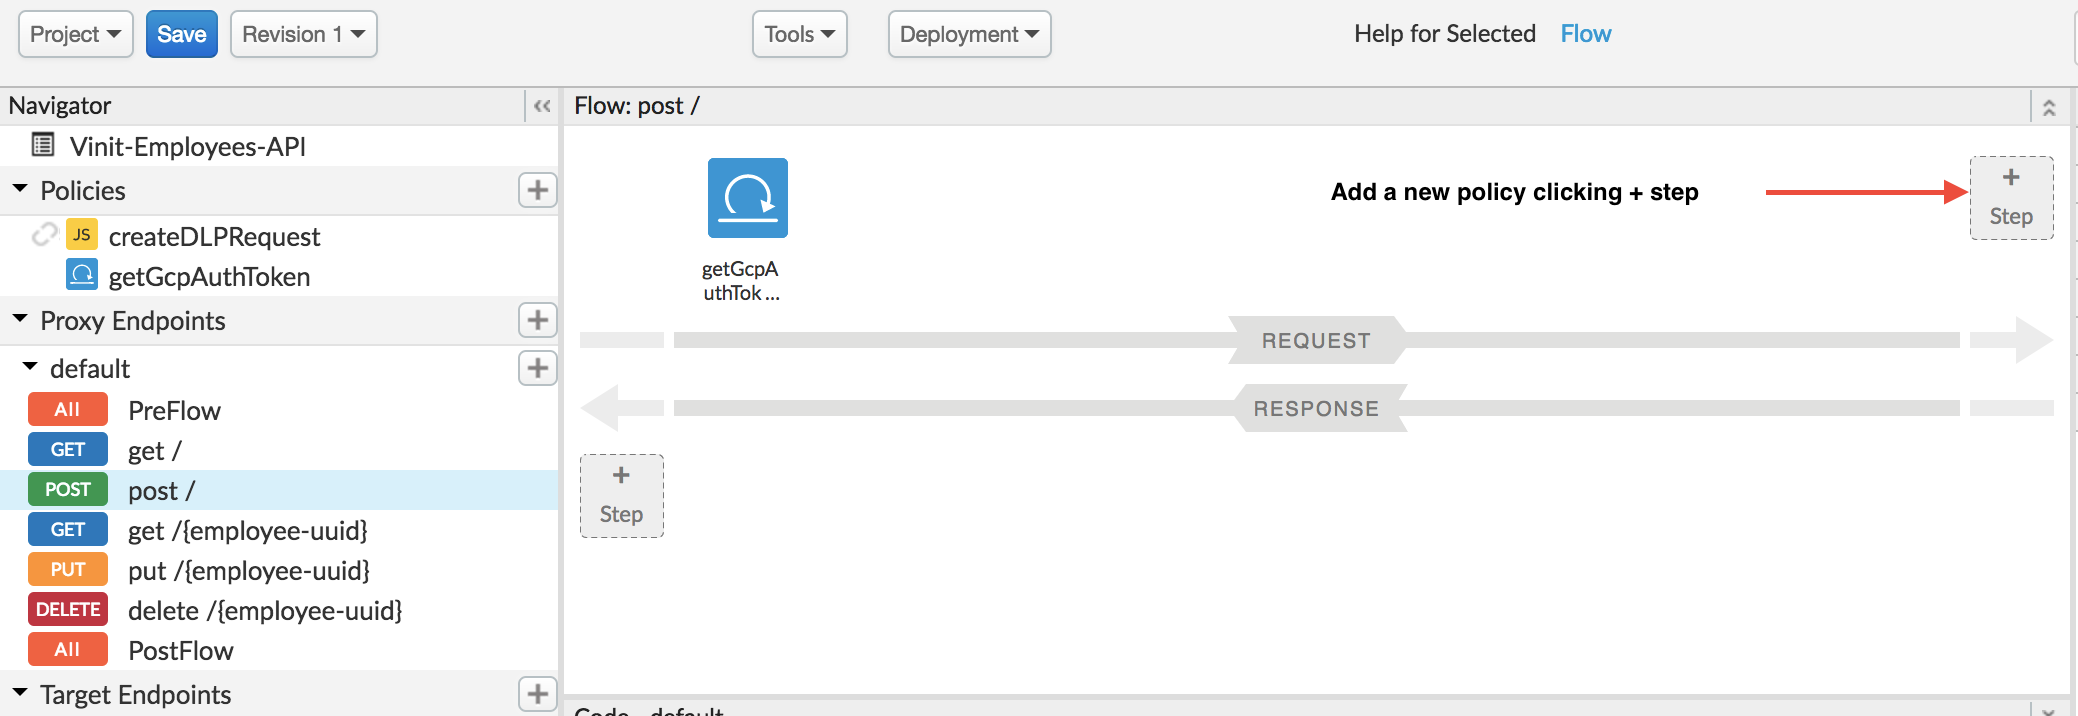 Project Save Revision 1 Tools Deployment Help for Selected Flow
Navigator
Vinit-Employees-API
Policies
JS createDLPRequest
getGcpAuthToken
Proxy Endpoints
default
All PreFlow
GET get /
POST post /
GET get /{employee-uuid}
PUT put /{employee-uuid}
DELETE delete /{employee-uuid}
All PostFlow
Target Endpoints
Flow: post /
getGcpA
uthTok ...
Add a new policy clicking + step
+
Step
REQUEST
RESPONSE
+
Step
Code default